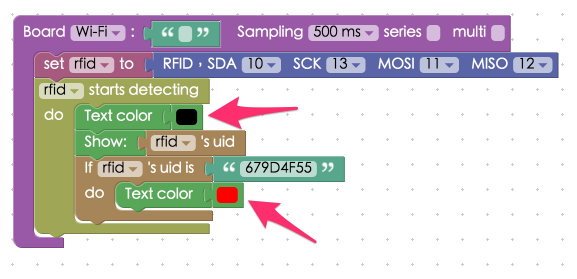 Board Wi-Fi : “ ” Sampling 500 ms series multi
set rfid to RFID, SDA 10 SCK 13 MOSI 11 MISO 12
rfid starts detecting
do Text color
Show: rfid 's uid
If rfid 's uid is “ 679D4F55 ”
do Text color